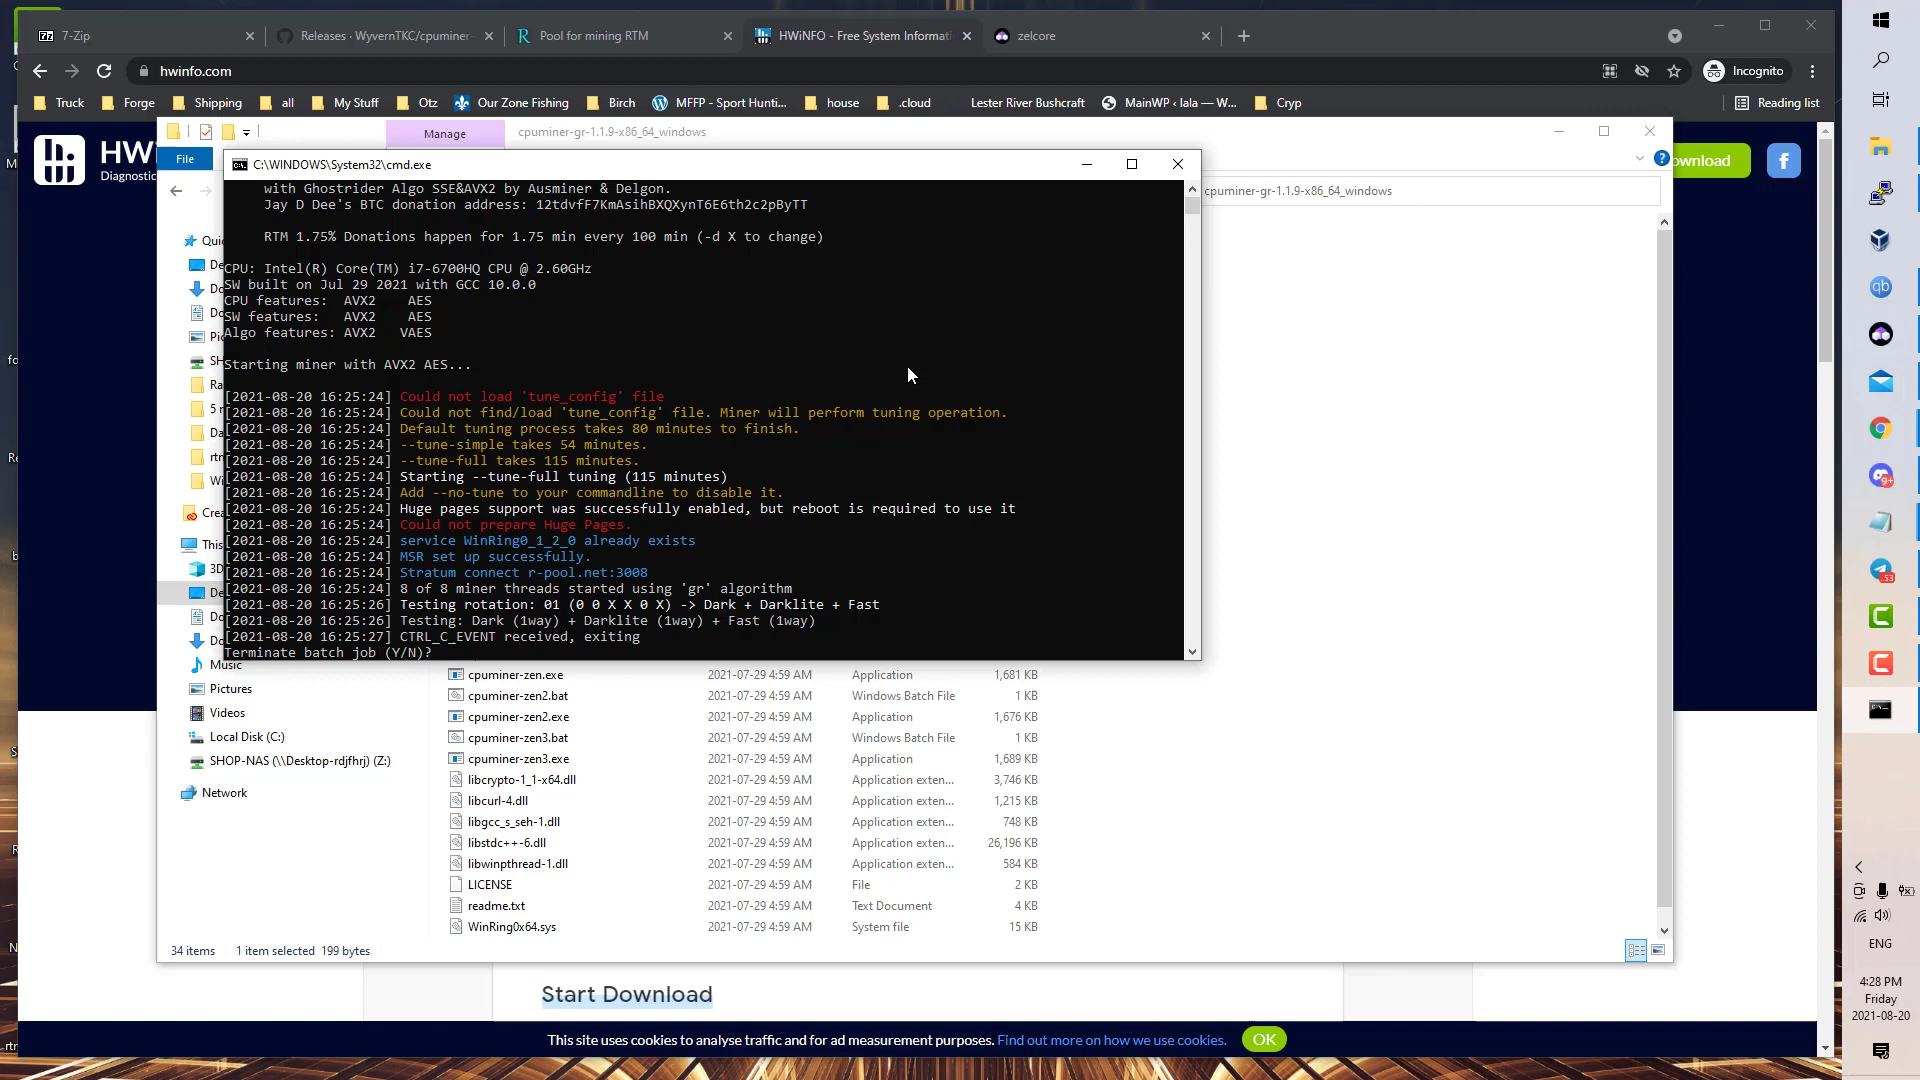 7-Zip
Releases · WyvernTKC/cpuminer-
Pool for mining RTM
HWiNFO - Free System Informati
zelcore
hwinfo.com
Incognito
Truck
Forge
Shipping
all
My Stuff
Otz
Our Zone Fishing
Birch
MFFP - Sport Hunti...
house
.cloud
Lester River Bushcraft
MainWP ‹ lala — W...
Cryp
Reading list
Manage
cpuminer-gr-1.1.9-x86_64_windows
File
C:\WINDOWS\System32\cmd.exe
cpuminer-gr-1.1.9-x86_64_windows
with Ghostrider Algo SSE&AVX2 by Ausminer & Delgon.
Jay D Dee's BTC donation address: 12tdvfF7KmAsihBXQXynT6E6th2c2pByTT
RTM 1.75% Donations happen for 1.75 min every 100 min (-d X to change)
CPU: Intel(R) Core(TM) i7-6700HQ CPU @ 2.60GHz
SW built on Jul 29 2021 with GCC 10.0.0
CPU features: AVX2 AES
SW features: AVX2 AES
Algo features: AVX2 VAES
Starting miner with AVX2 AES...
[2021-08-20 16:25:24] Could not load 'tune_config' file
[2021-08-20 16:25:24] Could not find/load 'tune_config' file. Miner will perform tuning operation.
[2021-08-20 16:25:24] Default tuning process takes 80 minutes to finish.
[2021-08-20 16:25:24] --tune-simple takes 54 minutes.
[2021-08-20 16:25:24] --tune-full takes 115 minutes.
[2021-08-20 16:25:24] Starting --tune-full tuning (115 minutes)
[2021-08-20 16:25:24] Add --no-tune to your commandline to disable it.
[2021-08-20 16:25:24] Huge pages support was successfully enabled, but reboot is required to use it
[2021-08-20 16:25:24] Could not prepare Huge Pages.
[2021-08-20 16:25:24] service WinRing0_1_2_0 already exists
[2021-08-20 16:25:24] MSR set up successfully.
[2021-08-20 16:25:24] Stratum connect r-pool.net:3008
[2021-08-20 16:25:24] 8 of 8 miner threads started using 'gr' algorithm
[2021-08-20 16:25:26] Testing rotation: 01 (0 0 X X 0 X) -> Dark + Darklite + Fast
[2021-08-20 16:25:26] Testing: Dark (1way) + Darklite (1way) + Fast (1way)
[2021-08-20 16:25:27] CTRL_C_EVENT received, exiting
Terminate batch job (Y/N)?
Music
Pictures
Videos
Local Disk (C:)
SHOP-NAS (\\Desktop-rdjfhrj) (Z:)
Network
cpuminer-zen.exe 2021-07-29 4:59 AM Application 1,681 KB
cpuminer-zen2.bat 2021-07-29 4:59 AM Windows Batch File 1 KB
cpuminer-zen2.exe 2021-07-29 4:59 AM Application 1,676 KB
cpuminer-zen3.bat 2021-07-29 4:59 AM Windows Batch File 1 KB
cpuminer-zen3.exe 2021-07-29 4:59 AM Application 1,689 KB
libcrypto-1_1-x64.dll 2021-07-29 4:59 AM Application exten... 3,746 KB
libcurl-4.dll 2021-07-29 4:59 AM Application exten... 1,215 KB
libgcc_s_seh-1.dll 2021-07-29 4:59 AM Application exten... 748 KB
libstdc++-6.dll 2021-07-29 4:59 AM Application exten... 26,196 KB
libwinpthread-1.dll 2021-07-29 4:59 AM Application exten... 584 KB
LICENSE 2021-07-29 4:59 AM File 2 KB
readme.txt 2021-07-29 4:59 AM Text Document 4 KB
WinRing0x64.sys 2021-07-29 4:59 AM System file 15 KB
34 items 1 item selected 199 bytes
Start Download
This site uses cookies to analyse traffic and for ad measurement purposes. Find out more on how we use cookies. OK
ENG
4:28 PM
Friday
2021-08-20